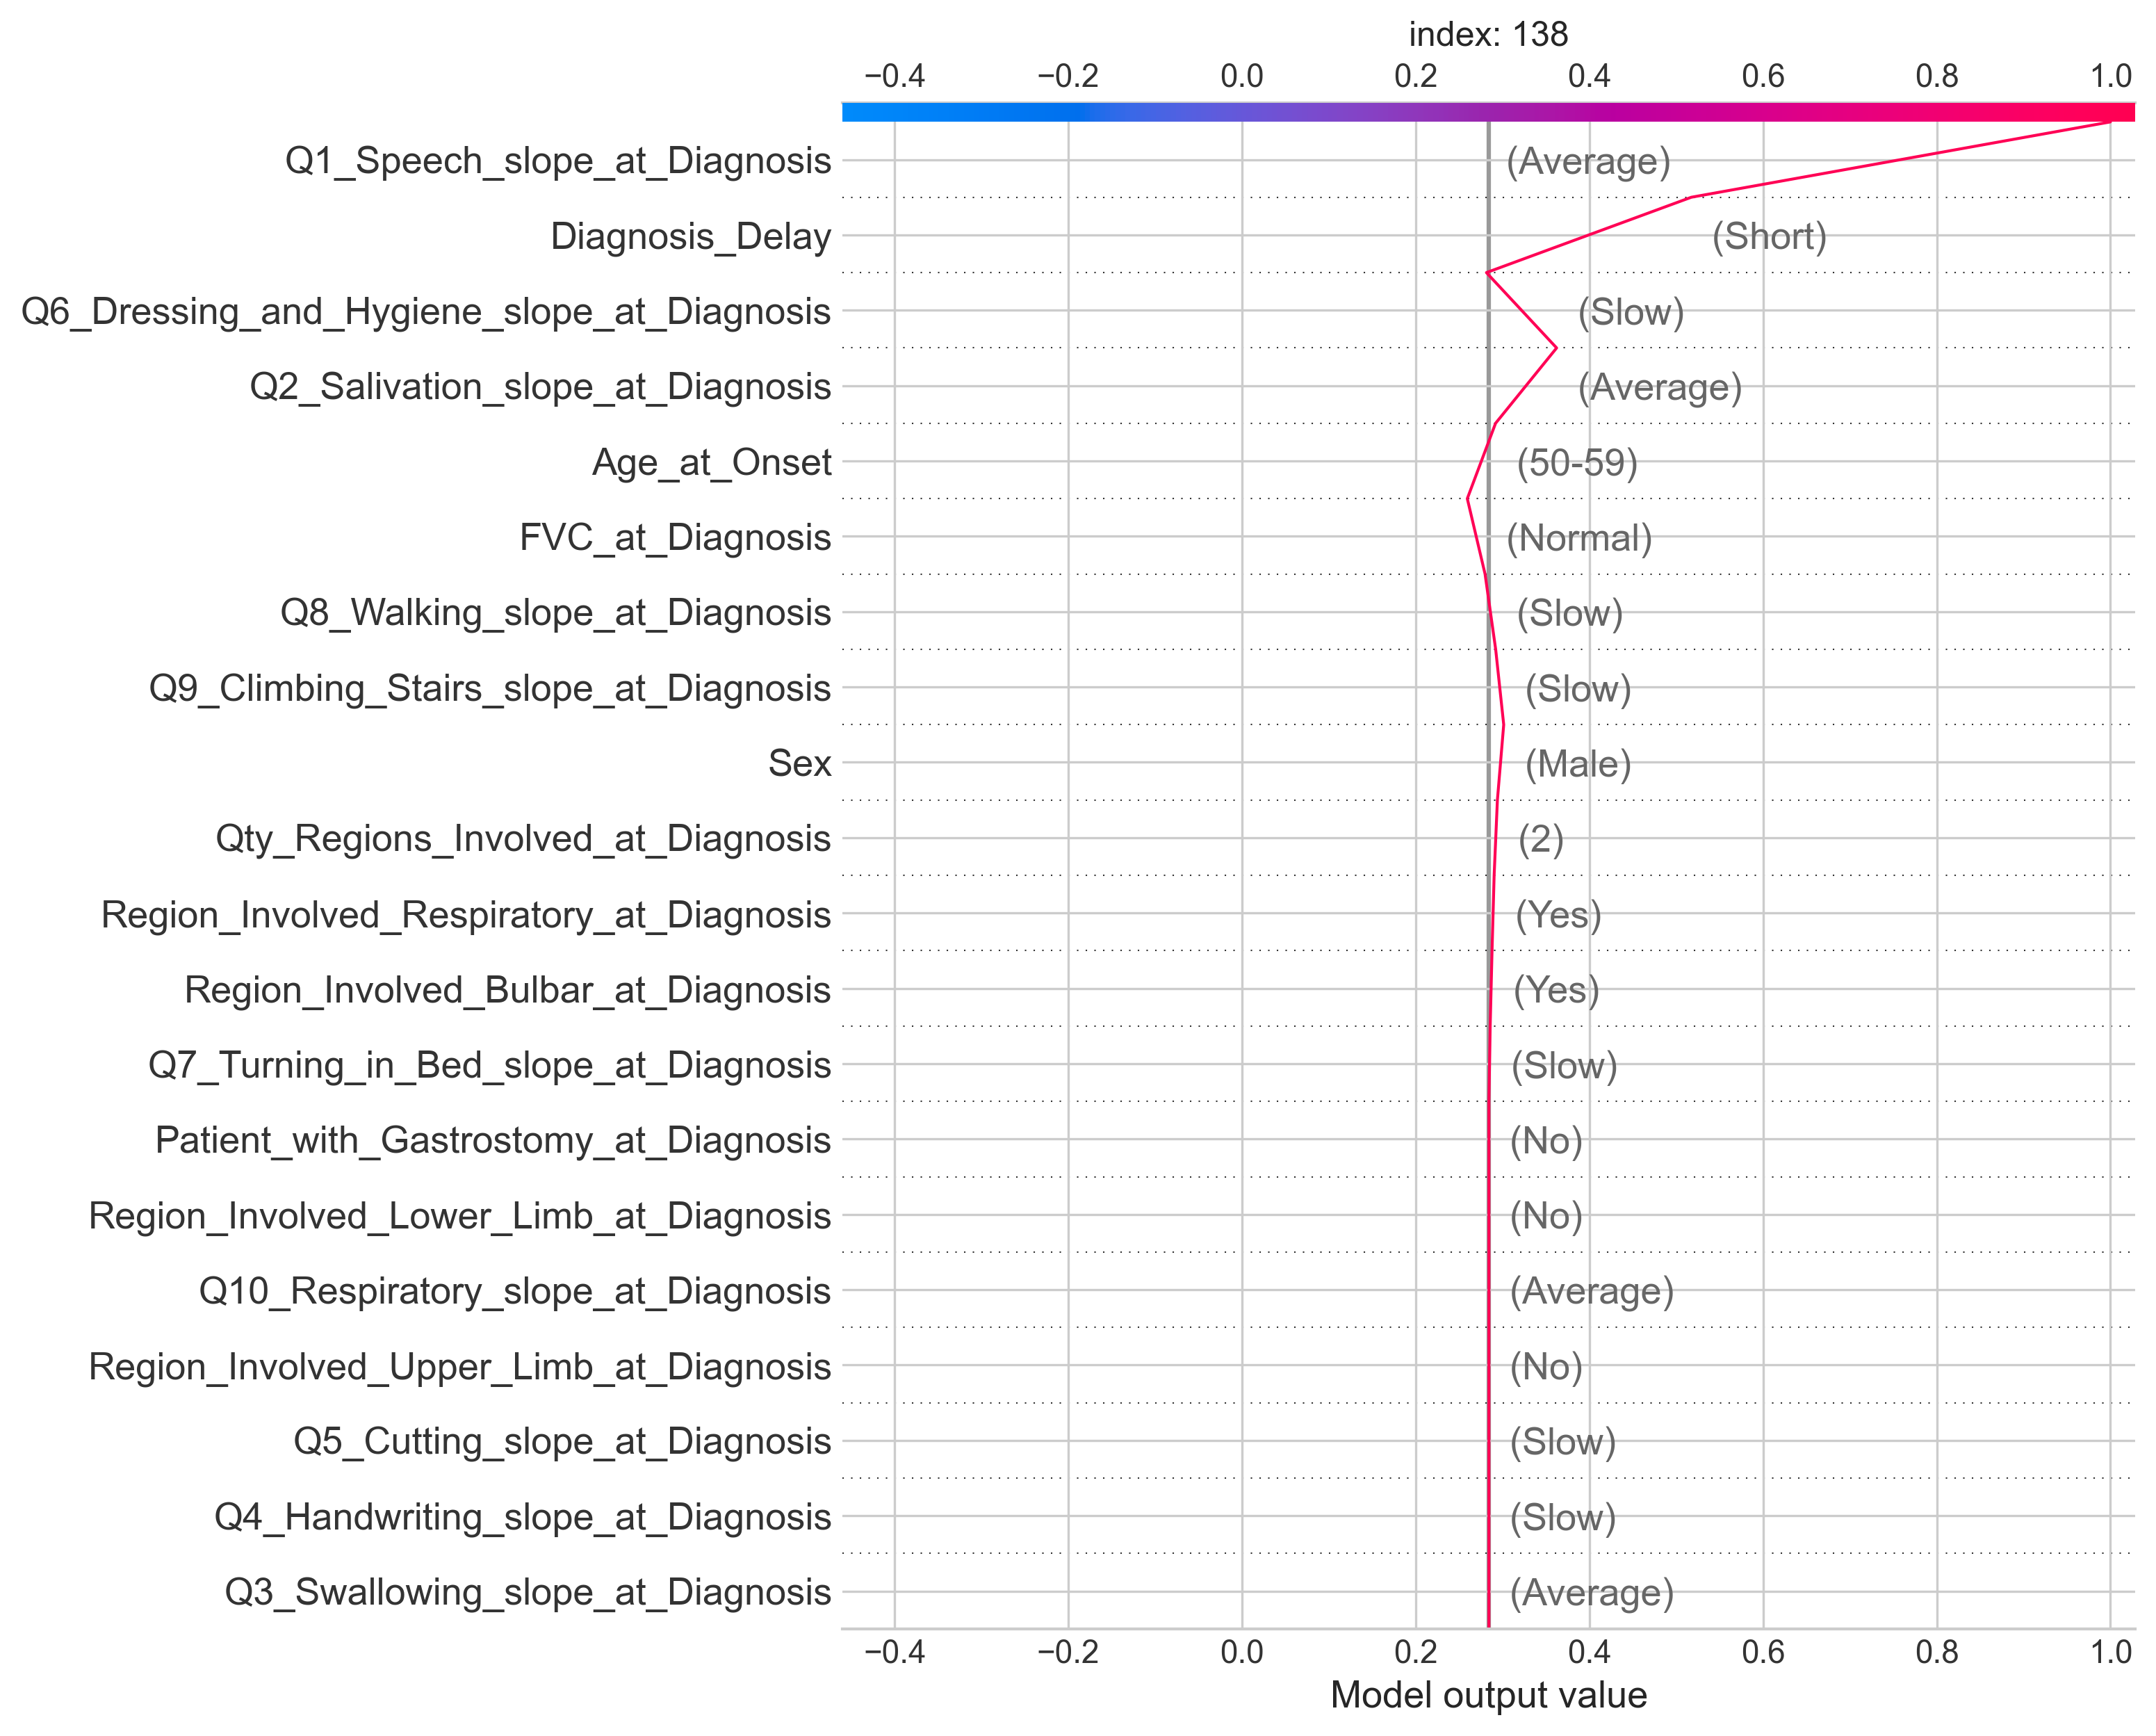 index: 138
−0.4 −0.2 0.0 0.2 0.4 0.6 0.8 1.0
Q1_Speech_slope_at_Diagnosis (Average)
Diagnosis_Delay (Short)
Q6_Dressing_and_Hygiene_slope_at_Diagnosis (Slow)
Q2_Salivation_slope_at_Diagnosis (Average)
Age_at_Onset (50-59)
FVC_at_Diagnosis (Normal)
Q8_Walking_slope_at_Diagnosis (Slow)
Q9_Climbing_Stairs_slope_at_Diagnosis (Slow)
Sex (Male)
Qty_Regions_Involved_at_Diagnosis (2)
Region_Involved_Respiratory_at_Diagnosis (Yes)
Region_Involved_Bulbar_at_Diagnosis (Yes)
Q7_Turning_in_Bed_slope_at_Diagnosis (Slow)
Patient_with_Gastrostomy_at_Diagnosis (No)
Region_Involved_Lower_Limb_at_Diagnosis (No)
Q10_Respiratory_slope_at_Diagnosis (Average)
Region_Involved_Upper_Limb_at_Diagnosis (No)
Q5_Cutting_slope_at_Diagnosis (Slow)
Q4_Handwriting_slope_at_Diagnosis (Slow)
Q3_Swallowing_slope_at_Diagnosis (Average)
−0.4 −0.2 0.0 0.2 0.4 0.6 0.8 1.0
Model output value